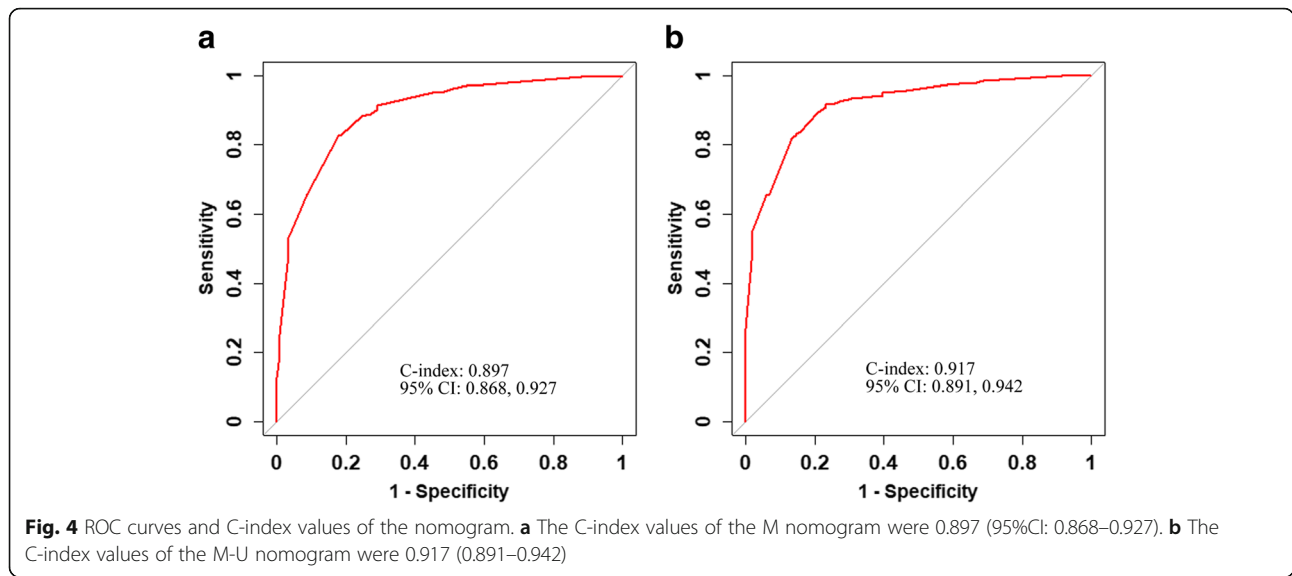 a
1
0.8
0.6
0.4
0.2
0
Sensitivity
C-index: 0.897
95% CI: 0.868, 0.927
0 0.2 0.4 0.6 0.8 1
1 - Specificity
b
1
0.8
0.6
0.4
0.2
0
Sensitivity
C-index: 0.917
95% CI: 0.891, 0.942
0 0.2 0.4 0.6 0.8 1
1 - Specificity
Fig. 4 ROC curves and C-index values of the nomogram. a The C-index values of the M nomogram were 0.897 (95%CI: 0.868–0.927). b The
C-index values of the M-U nomogram were 0.917 (0.891–0.942)